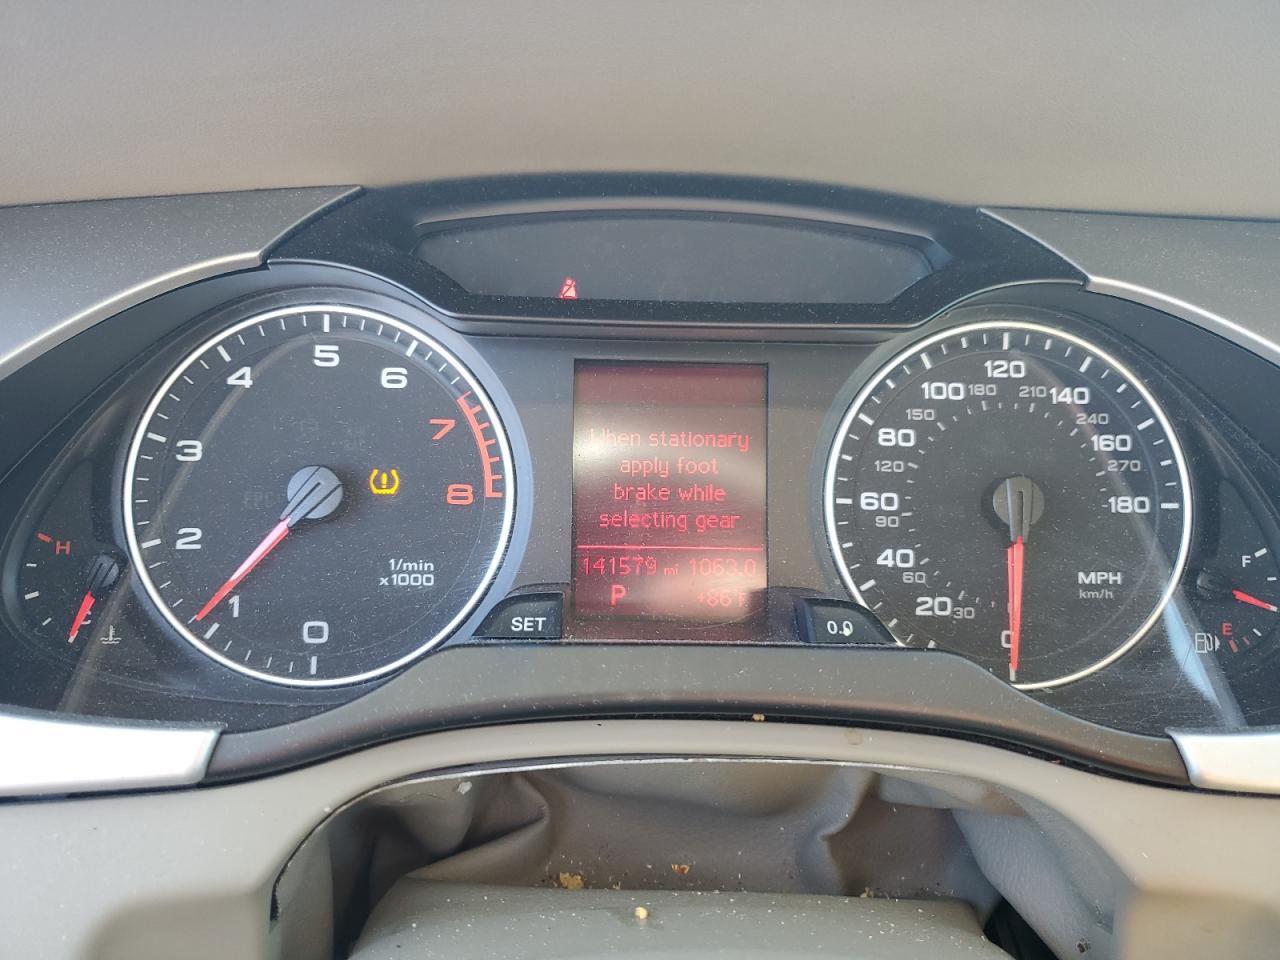 0
1
2
3
4
5
6
7
8
1/min
x1000
H
C
SET
When stationary
apply foot
brake while
selecting gear
141579 mi 1063.0
P +86°F
0.0
0
20
40
60
80
100
120
140
160
180
30
60
90
120
150
180
210
240
270
MPH
km/h
F
E